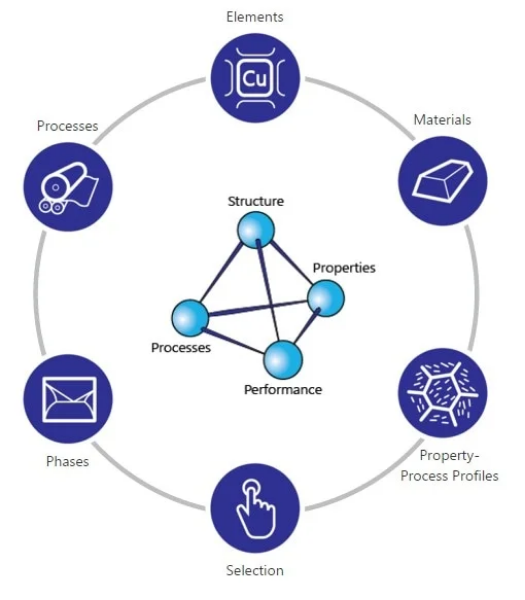 Elements
Cu
Processes
Materials
Structure
Properties
Processes
Performance
Phases
Property-
Process Profiles
Selection